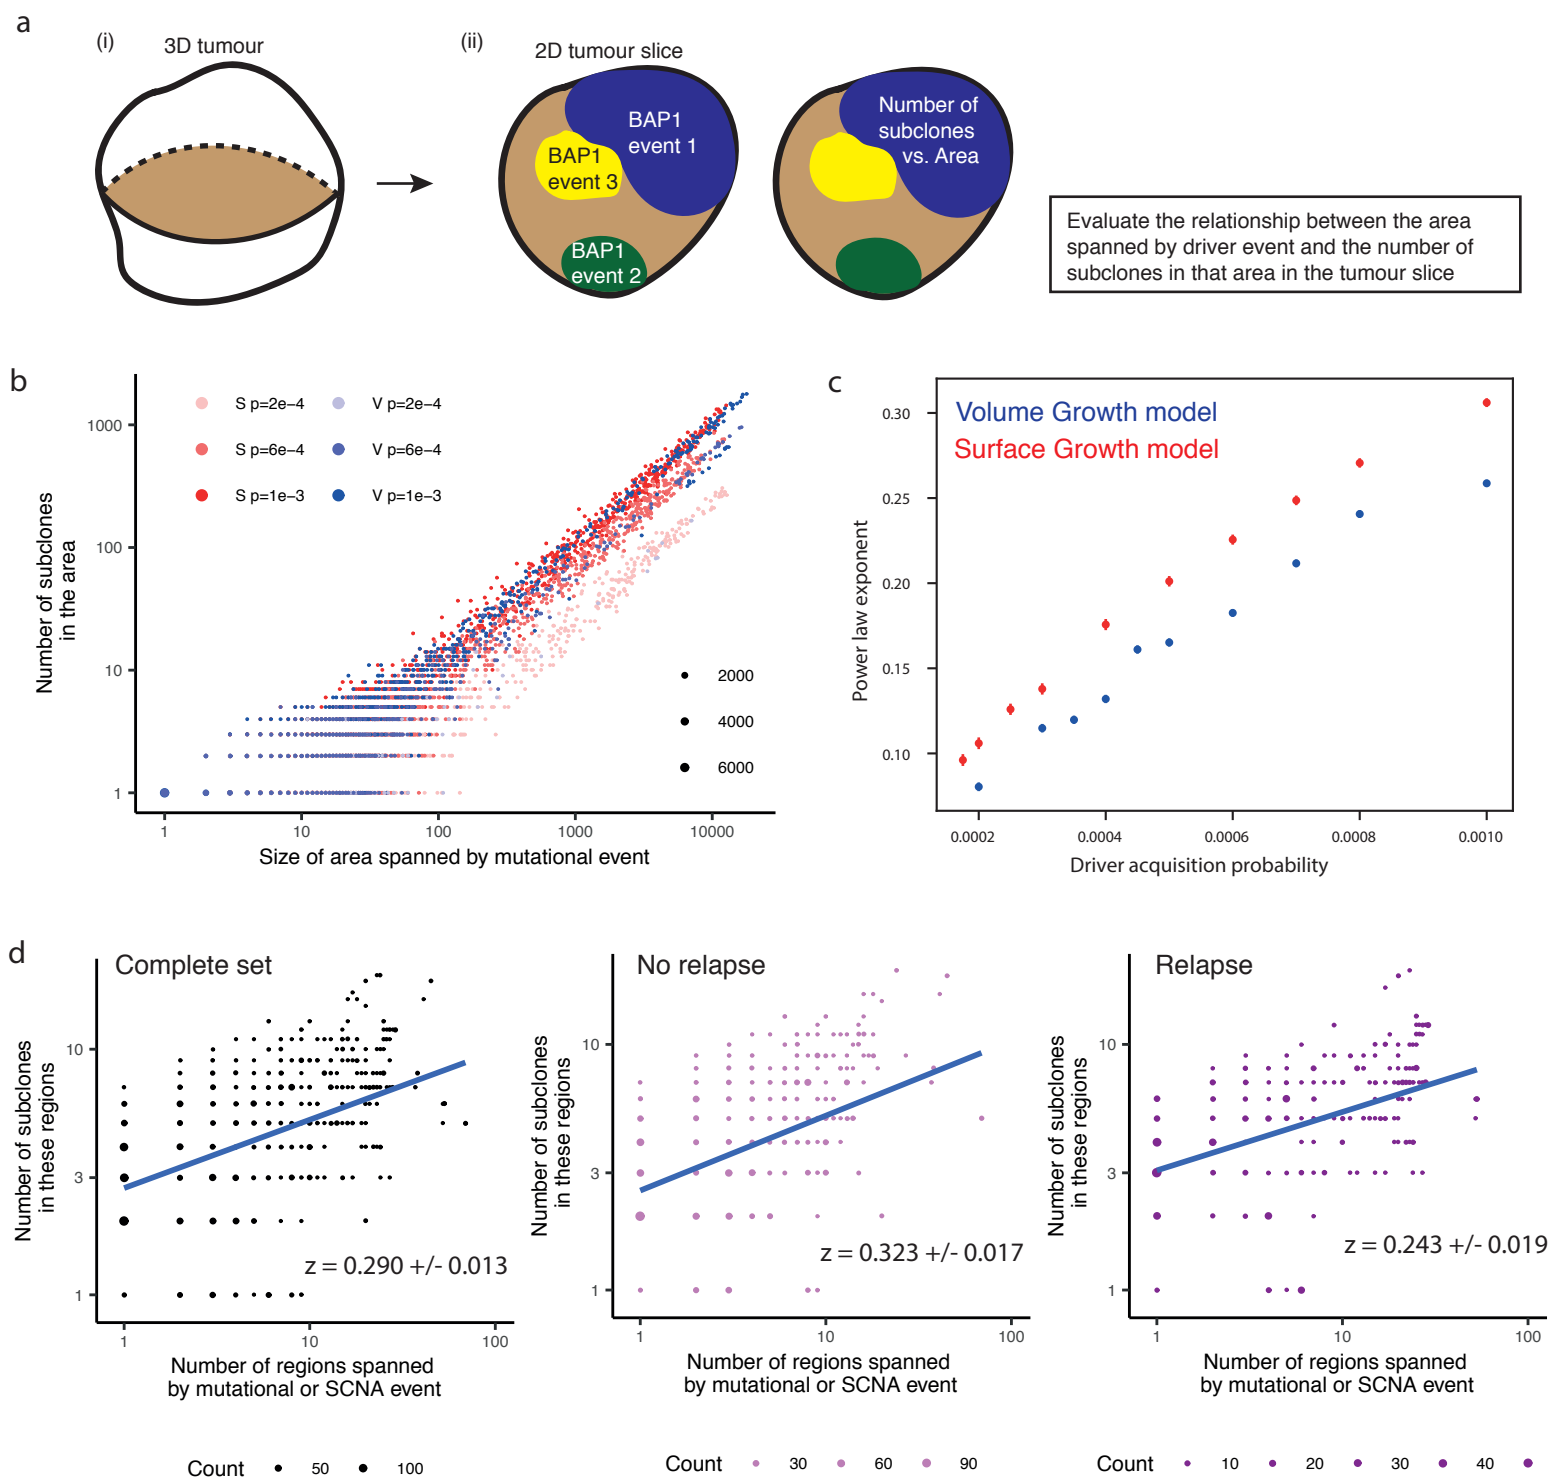 a
(i)
3D tumour
(ii)
2D tumour slice
BAP1
event 1
BAP1
event 3
BAP1
event 2
Number of
subclones
vs. Area
Evaluate the relationship between the area
spanned by driver event and the number of
subclones in that area in the tumour slice
b
S p=2e−4
V p=2e−4
S p=6e−4
V p=6e−4
S p=1e−3
V p=1e−3
1000
100
10
1
Number of subclones
in the area
2000
4000
6000
1
10
100
1000
10000
Size of area spanned by mutational event
c
Volume Growth model
Surface Growth model
0.30
0.25
0.20
0.15
0.10
Power law exponent
0.0002
0.0004
0.0006
0.0008
0.0010
Driver acquisition probability
d
Complete set
10
3
1
Number of subclones
in these regions
z = 0.290 +/- 0.013
1
10
100
Number of regions spanned
by mutational or SCNA event
Count
50
100
No relapse
10
3
1
Number of subclones
in these regions
z = 0.323 +/- 0.017
1
10
100
Number of regions spanned
by mutational or SCNA event
Count
30
60
90
Relapse
10
3
1
Number of subclones
in these regions
z = 0.243 +/- 0.019
1
10
100
Number of regions spanned
by mutational or SCNA event
Count
10
20
30
40